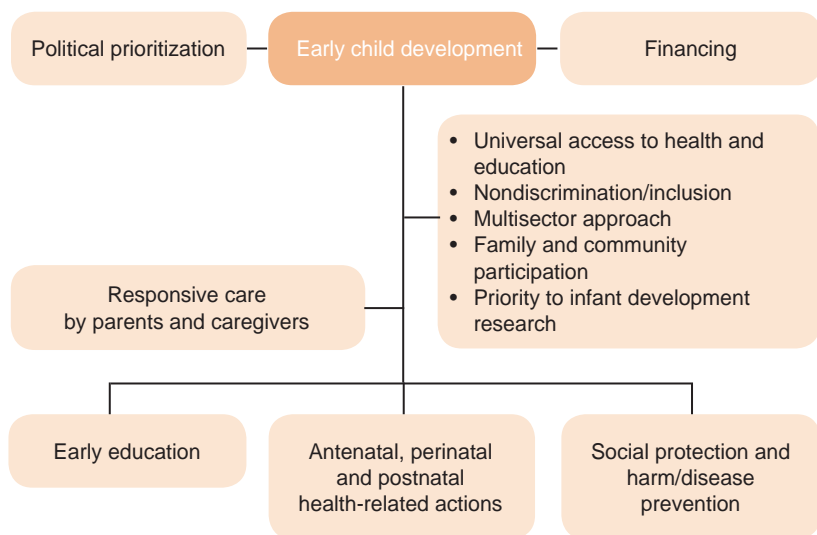 Political prioritization
Early child development
Financing
• Universal access to health and
education
• Nondiscrimination/inclusion
• Multisector approach
• Family and community
participation
• Priority to infant development
research
Responsive care
by parents and caregivers
Early education
Antenatal, perinatal
and postnatal
health-related actions
Social protection and
harm/disease
prevention